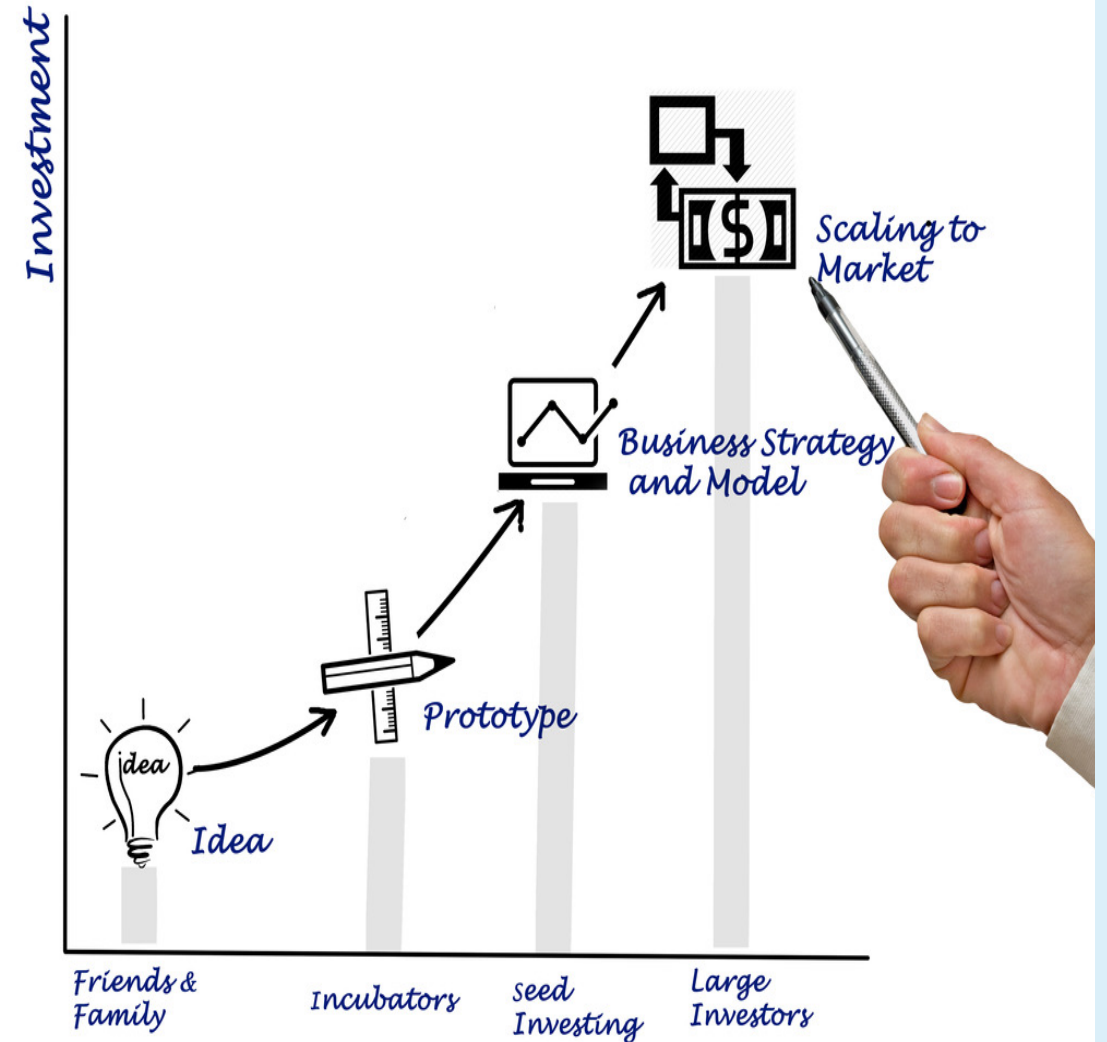 Investment
Scaling to
Market
Business Strategy
and Model
Prototype
idea
Idea
Friends &
Family
Incubators
Seed
Investing
Large
Investors
$